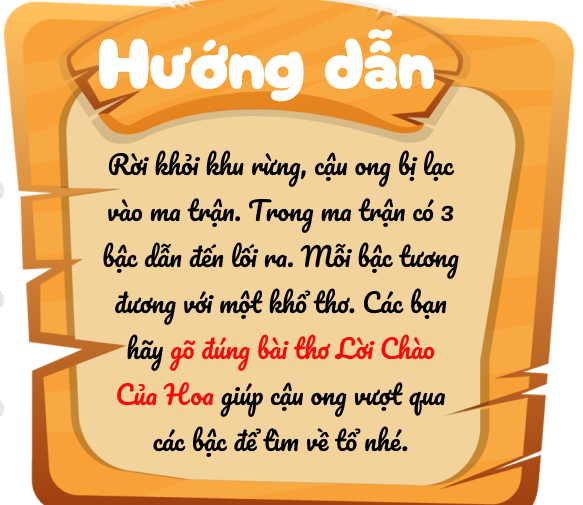 Hướng dẫn
Rời khỏi khu rừng, cậu ong bị lạc
vào ma trận. Trong ma trận có 3
bậc dẫn đến lối ra. Mỗi bậc tương
đương với một khổ thơ. Các bạn
hãy gõ đúng bài thơ Lời Chào
Của Hoa giúp cậu ong vượt qua
các bậc để tìm về tổ nhé.